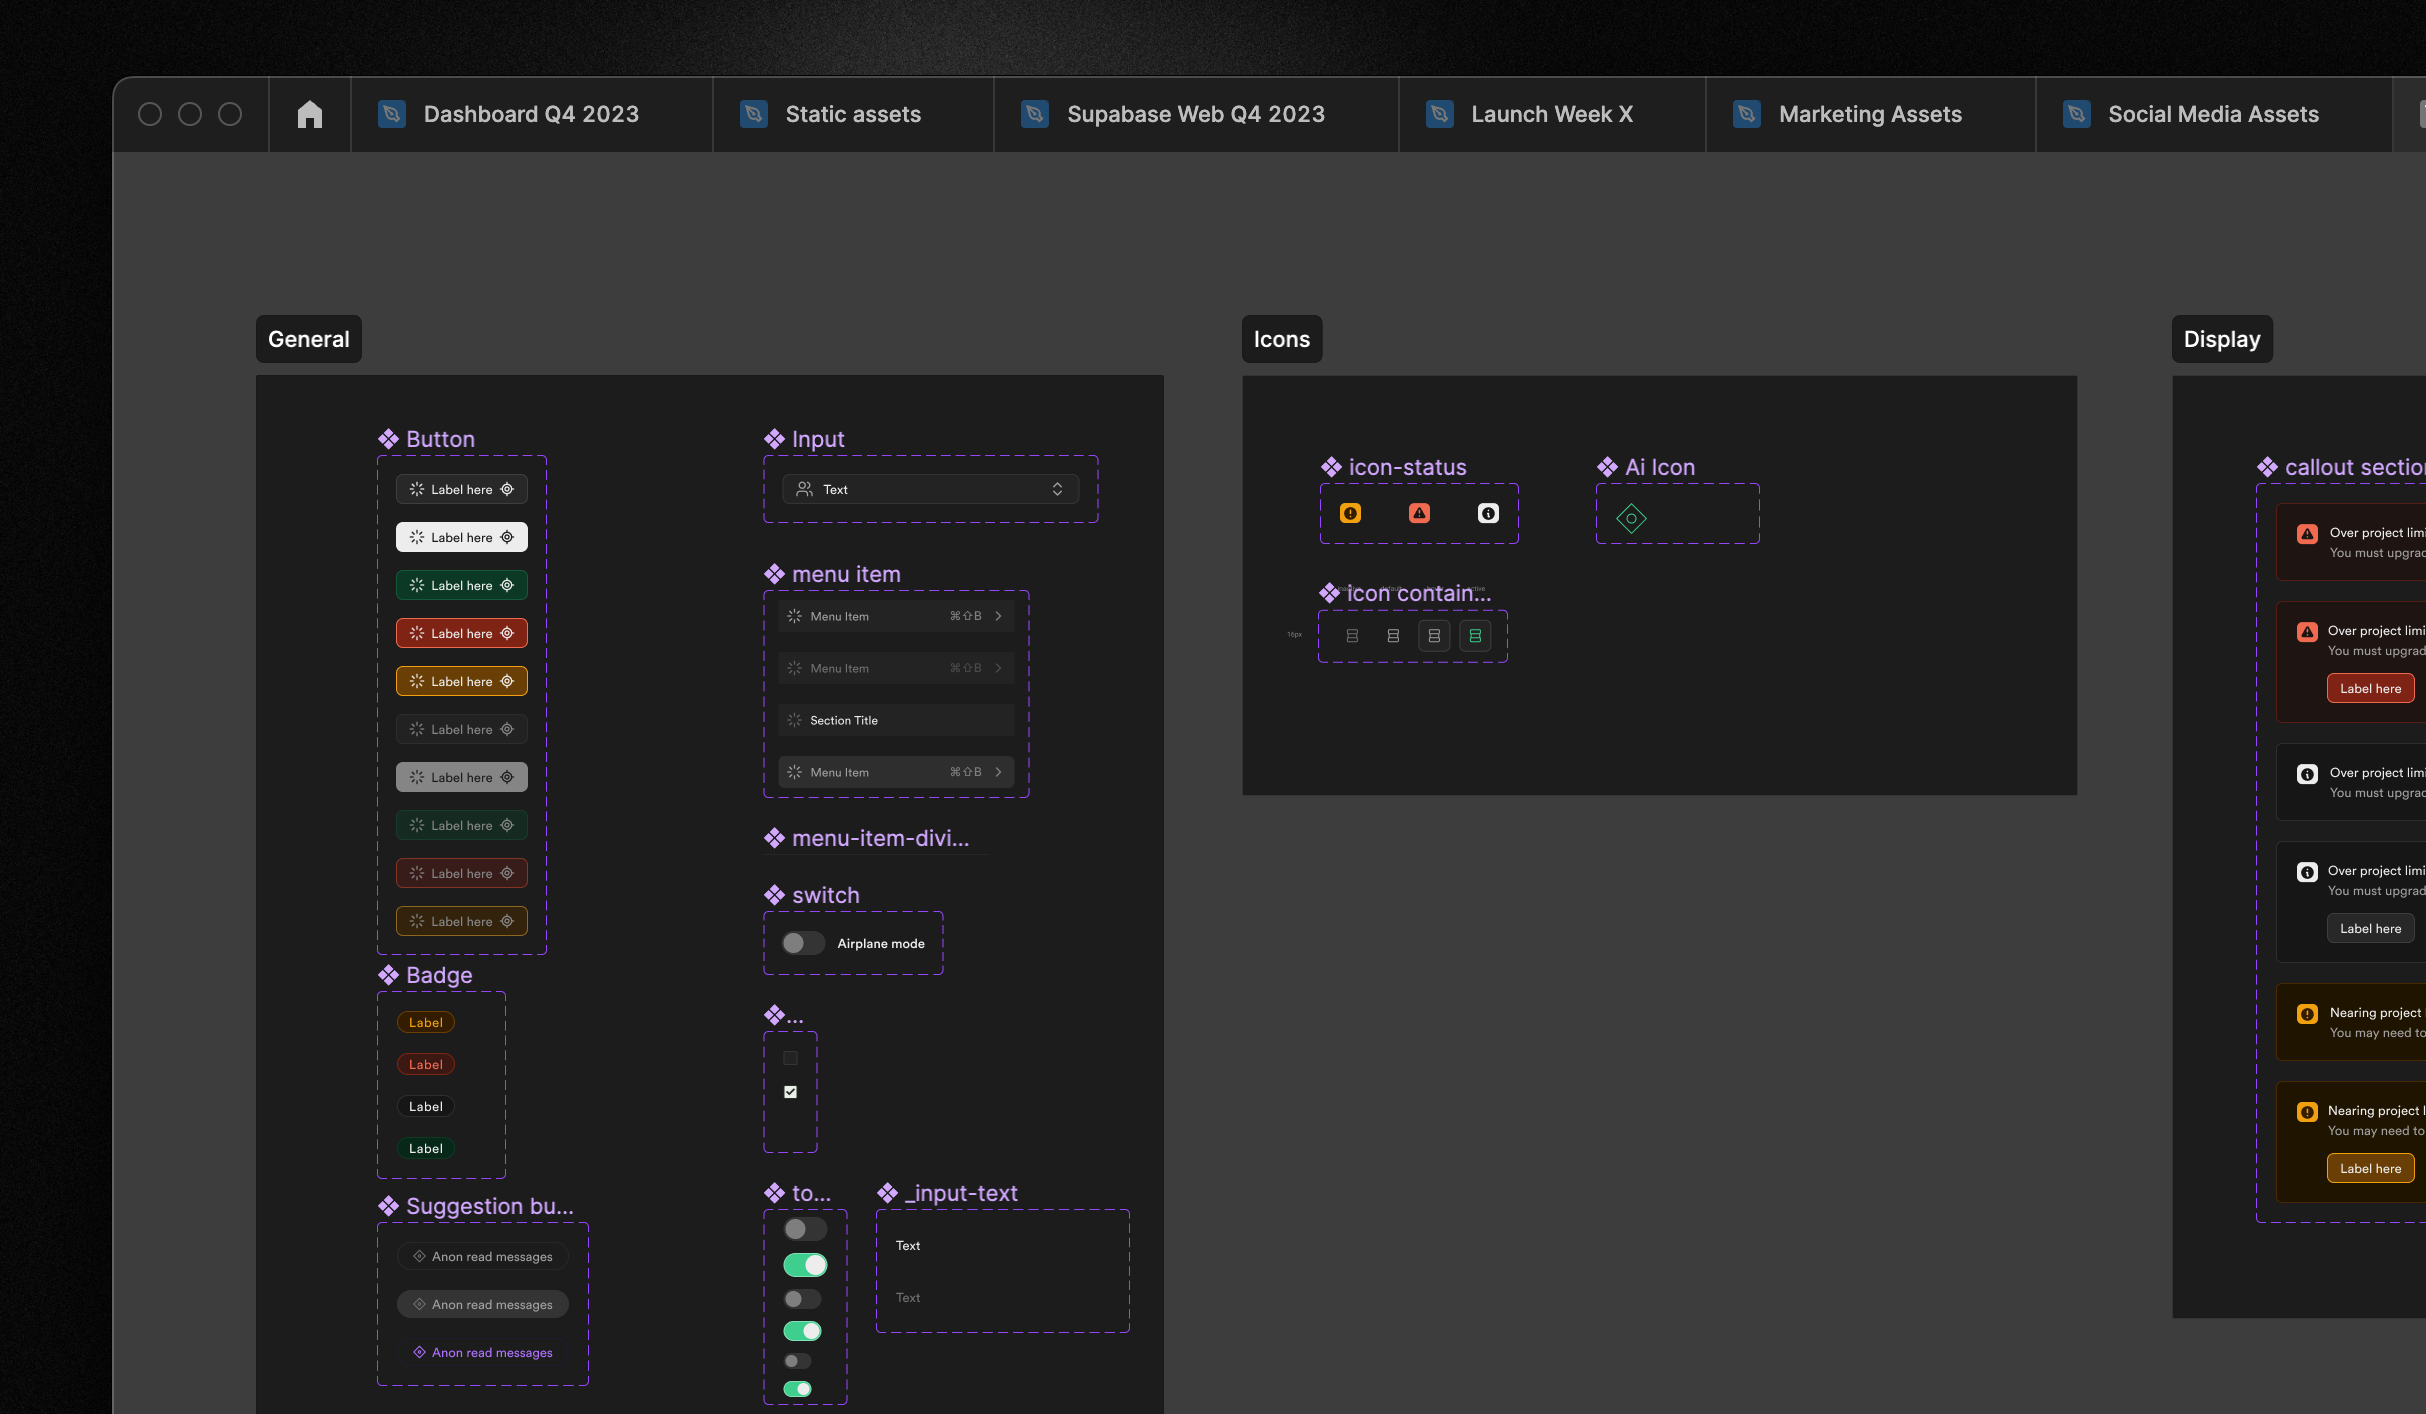 Dashboard Q4 2023
Static assets
Supabase Web Q4 2023
Launch Week X
Marketing Assets
Social Media Assets
General
Button
Label here
Label here
Label here
Label here
Label here
Label here
Label here
Label here
Label here
Label here
Badge
Label
Label
Label
Label
Suggestion bu...
Anon read messages
Anon read messages
Anon read messages
Input
Text
menu item
Menu Item ⌘⇧B
Menu Item ⌘⇧B
Section Title
Menu Item ⌘⇧B
menu-item-divi...
switch
Airplane mode
...
to...
_input-text
Text
Text
Icons
icon-status
Ai Icon
icon contain...
16px
Display
callout section
Over project limi
You must upgrad
Over project limi
You must upgrad
Label here
Over project limi
You must upgrad
Over project limi
You must upgrad
Label here
Nearing project l
You may need to
Nearing project l
You may need to
Label here